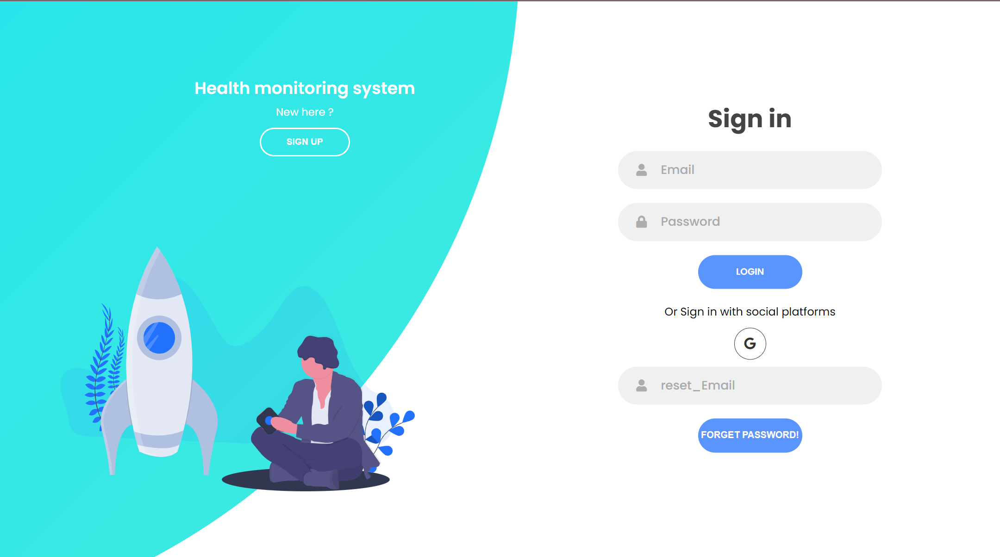 Health monitoring system
New here ?
SIGN UP
Sign in
Email
Password
LOGIN
Or Sign in with social platforms
G
reset_Email
FORGET PASSWORD!